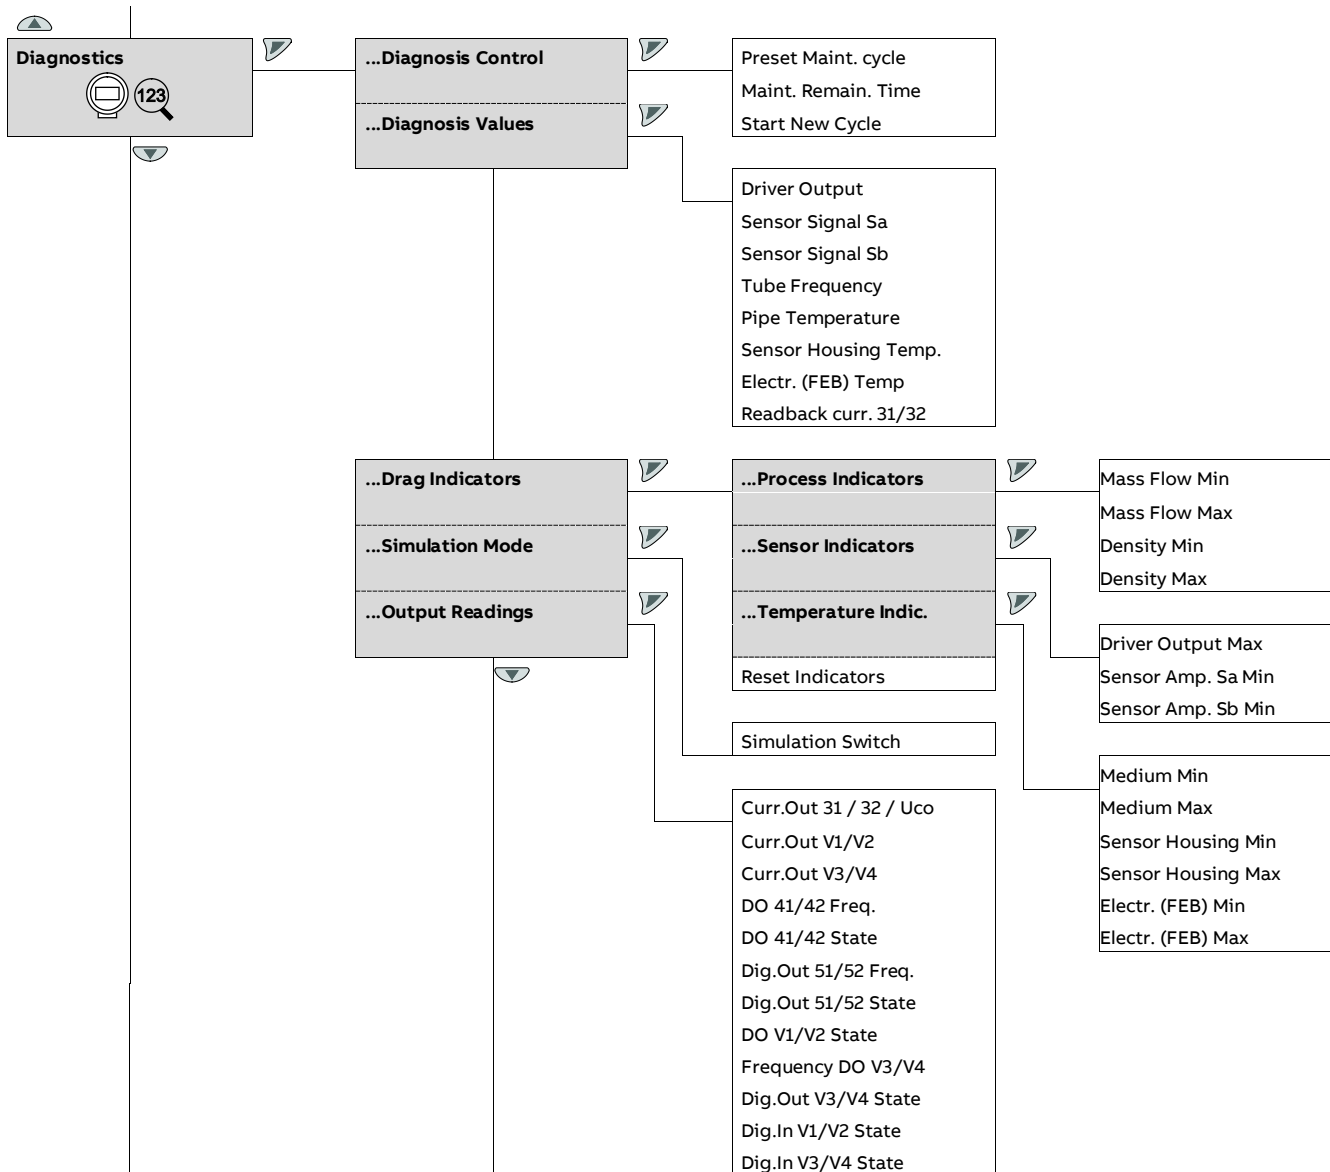 Diagnostics
123
...Diagnosis Control
...Diagnosis Values
Preset Maint. cycle
Maint. Remain. Time
Start New Cycle
Driver Output
Sensor Signal Sa
Sensor Signal Sb
Tube Frequency
Pipe Temperature
Sensor Housing Temp.
Electr. (FEB) Temp
Readback curr. 31/32
...Drag Indicators
...Simulation Mode
...Output Readings
...Process Indicators
...Sensor Indicators
...Temperature Indic.
Reset Indicators
Mass Flow Min
Mass Flow Max
Density Min
Density Max
Driver Output Max
Sensor Amp. Sa Min
Sensor Amp. Sb Min
Medium Min
Medium Max
Sensor Housing Min
Sensor Housing Max
Electr. (FEB) Min
Electr. (FEB) Max
Simulation Switch
Curr.Out 31 / 32 / Uco
Curr.Out V1/V2
Curr.Out V3/V4
DO 41/42 Freq.
DO 41/42 State
Dig.Out 51/52 Freq.
Dig.Out 51/52 State
DO V1/V2 State
Frequency DO V3/V4
Dig.Out V3/V4 State
Dig.In V1/V2 State
Dig.In V3/V4 State